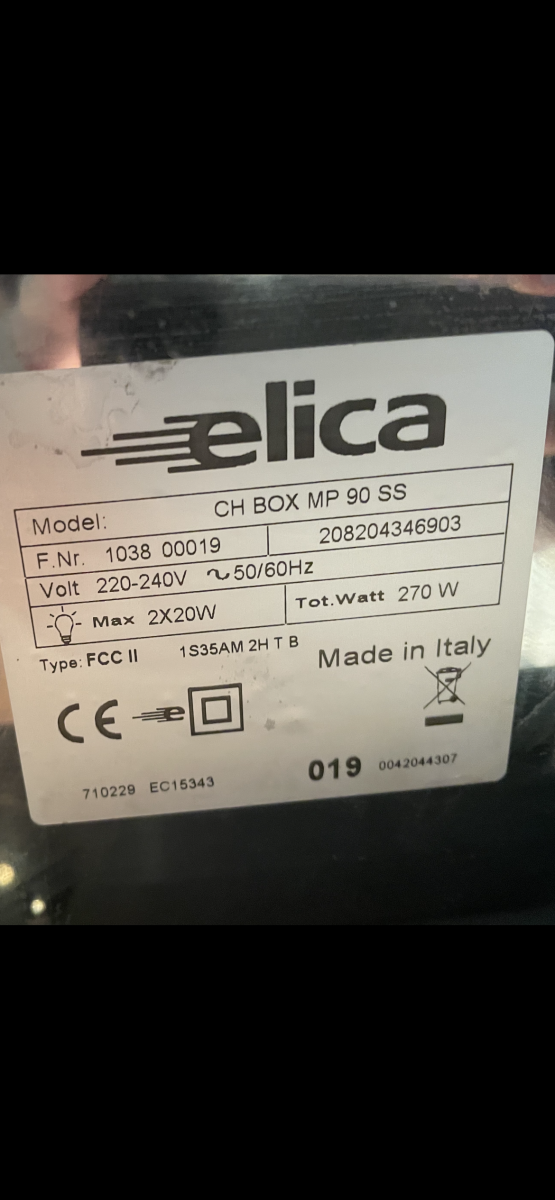 elica
Model: CH BOX MP 90 SS
F.Nr. 1038 00019 208204346903
Volt 220-240V ∿50/60Hz
Max 2X20W Tot.Watt 270 W
Type: FCC II 1S35AM 2H T B Made in Italy
CE e
710229 EC15343 019 0042044307